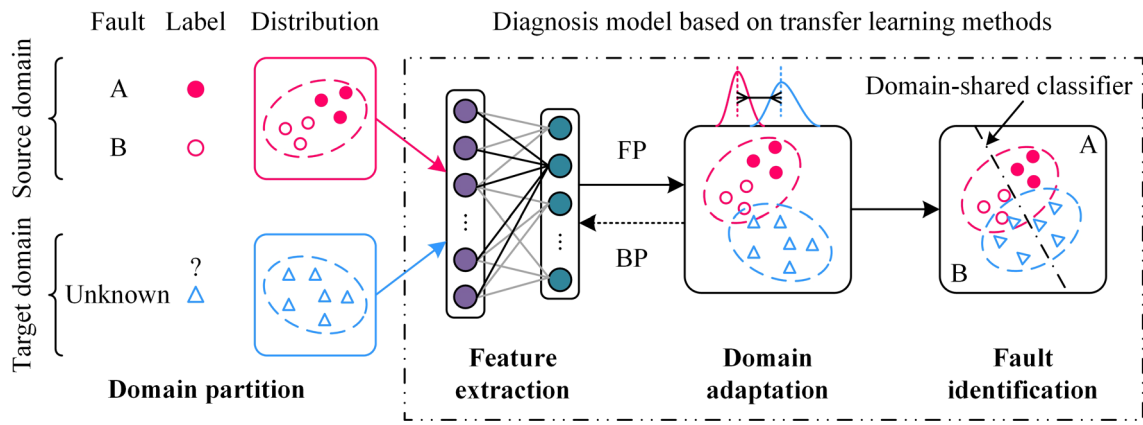 Fault Label Distribution
Diagnosis model based on transfer learning methods
Source domain
A
B
Target domain
?
Unknown
Domain partition
FP
BP
Domain-shared classifier
A
B
Feature
extraction
Domain
adaptation
Fault
identification